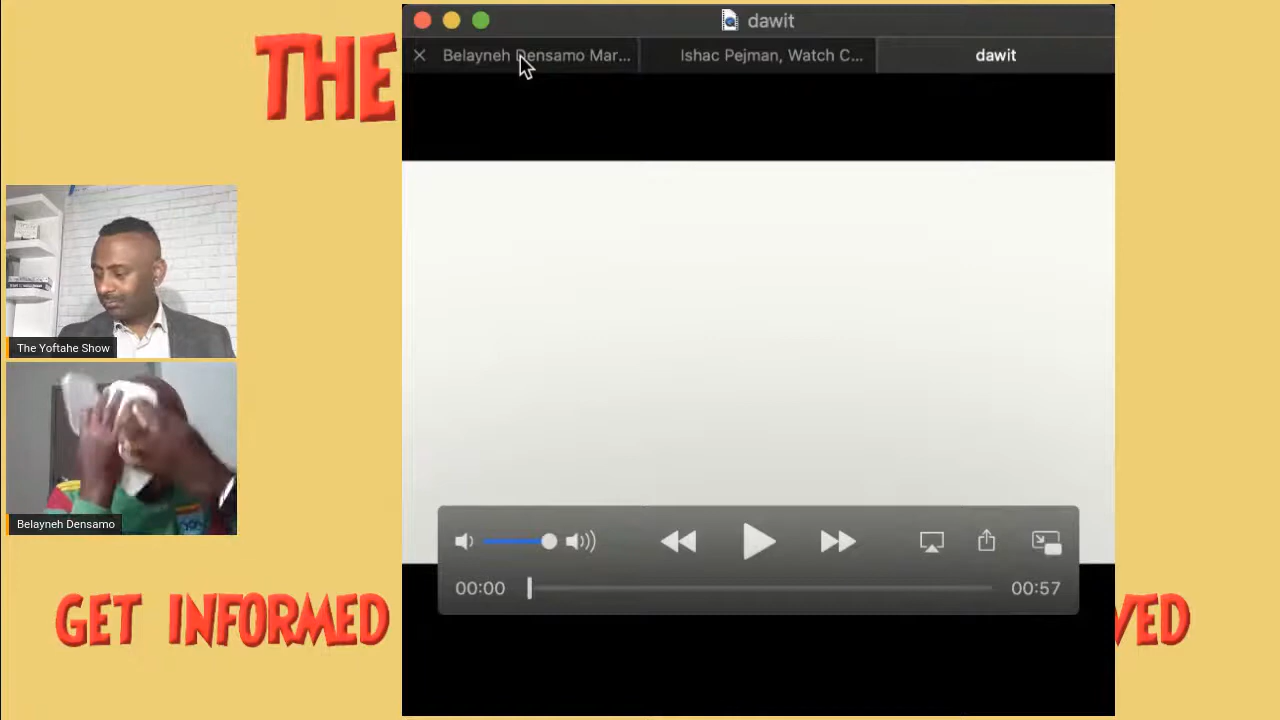 THE
dawit
Belayneh Densamo Mar...
Ishac Pejman, Watch C...
dawit
The Yoftahe Show
Belayneh Densamo
00:00
00:57
GET INFORMED
VED